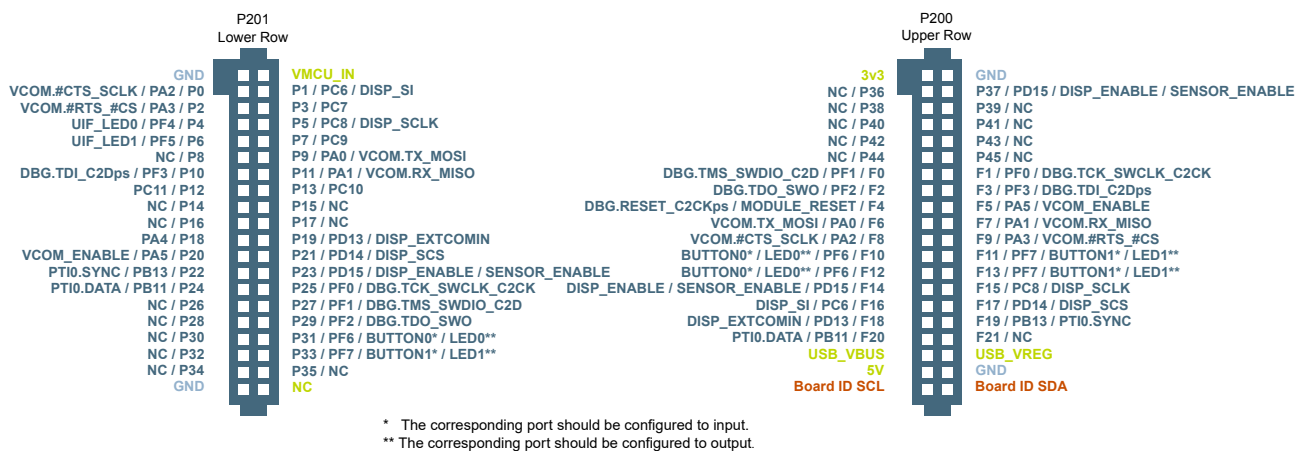 P201
Lower Row
GND VMCU_IN
VCOM.#CTS_SCLK / PA2 / P0 P1 / PC6 / DISP_SI
VCOM.#RTS_#CS / PA3 / P2 P3 / PC7
UIF_LED0 / PF4 / P4 P5 / PC8 / DISP_SCLK
UIF_LED1 / PF5 / P6 P7 / PC9
NC / P8 P9 / PA0 / VCOM.TX_MOSI
DBG.TDI_C2Dps / PF3 / P10 P11 / PA1 / VCOM.RX_MISO
PC11 / P12 P13 / PC10
NC / P14 P15 / NC
NC / P16 P17 / NC
PA4 / P18 P19 / PD13 / DISP_EXTCOMIN
VCOM_ENABLE / PA5 / P20 P21 / PD14 / DISP_SCS
PTI0.SYNC / PB13 / P22 P23 / PD15 / DISP_ENABLE / SENSOR_ENABLE
PTI0.DATA / PB11 / P24 P25 / PF0 / DBG.TCK_SWCLK_C2CK
NC / P26 P27 / PF1 / DBG.TMS_SWDIO_C2D
NC / P28 P29 / PF2 / DBG.TDO_SWO
NC / P30 P31 / PF6 / BUTTON0* / LED0**
NC / P32 P33 / PF7 / BUTTON1* / LED1**
NC / P34 P35 / NC
GND NC
P200
Upper Row
3v3 GND
NC / P36 P37 / PD15 / DISP_ENABLE / SENSOR_ENABLE
NC / P38 P39 / NC
NC / P40 P41 / NC
NC / P42 P43 / NC
NC / P44 P45 / NC
DBG.TMS_SWDIO_C2D / PF1 / F0 F1 / PF0 / DBG.TCK_SWCLK_C2CK
DBG.TDO_SWO / PF2 / F2 F3 / PF3 / DBG.TDI_C2Dps
DBG.RESET_C2CKps / MODULE_RESET / F4 F5 / PA5 / VCOM_ENABLE
VCOM.TX_MOSI / PA0 / F6 F7 / PA1 / VCOM.RX_MISO
VCOM.#CTS_SCLK / PA2 / F8 F9 / PA3 / VCOM.#RTS_#CS
BUTTON0* / LED0** / PF6 / F10 F11 / PF7 / BUTTON1* / LED1**
BUTTON0* / LED0** / PF6 / F12 F13 / PF7 / BUTTON1* / LED1**
DISP_ENABLE / SENSOR_ENABLE / PD15 / F14 F15 / PC8 / DISP_SCLK
DISP_SI / PC6 / F16 F17 / PD14 / DISP_SCS
DISP_EXTCOMIN / PD13 / F18 F19 / PB13 / PTI0.SYNC
PTI0.DATA / PB11 / F20 F21 / NC
USB_VBUS USB_VREG
5V GND
Board ID SCL Board ID SDA
* The corresponding port should be configured to input.
** The corresponding port should be configured to output.